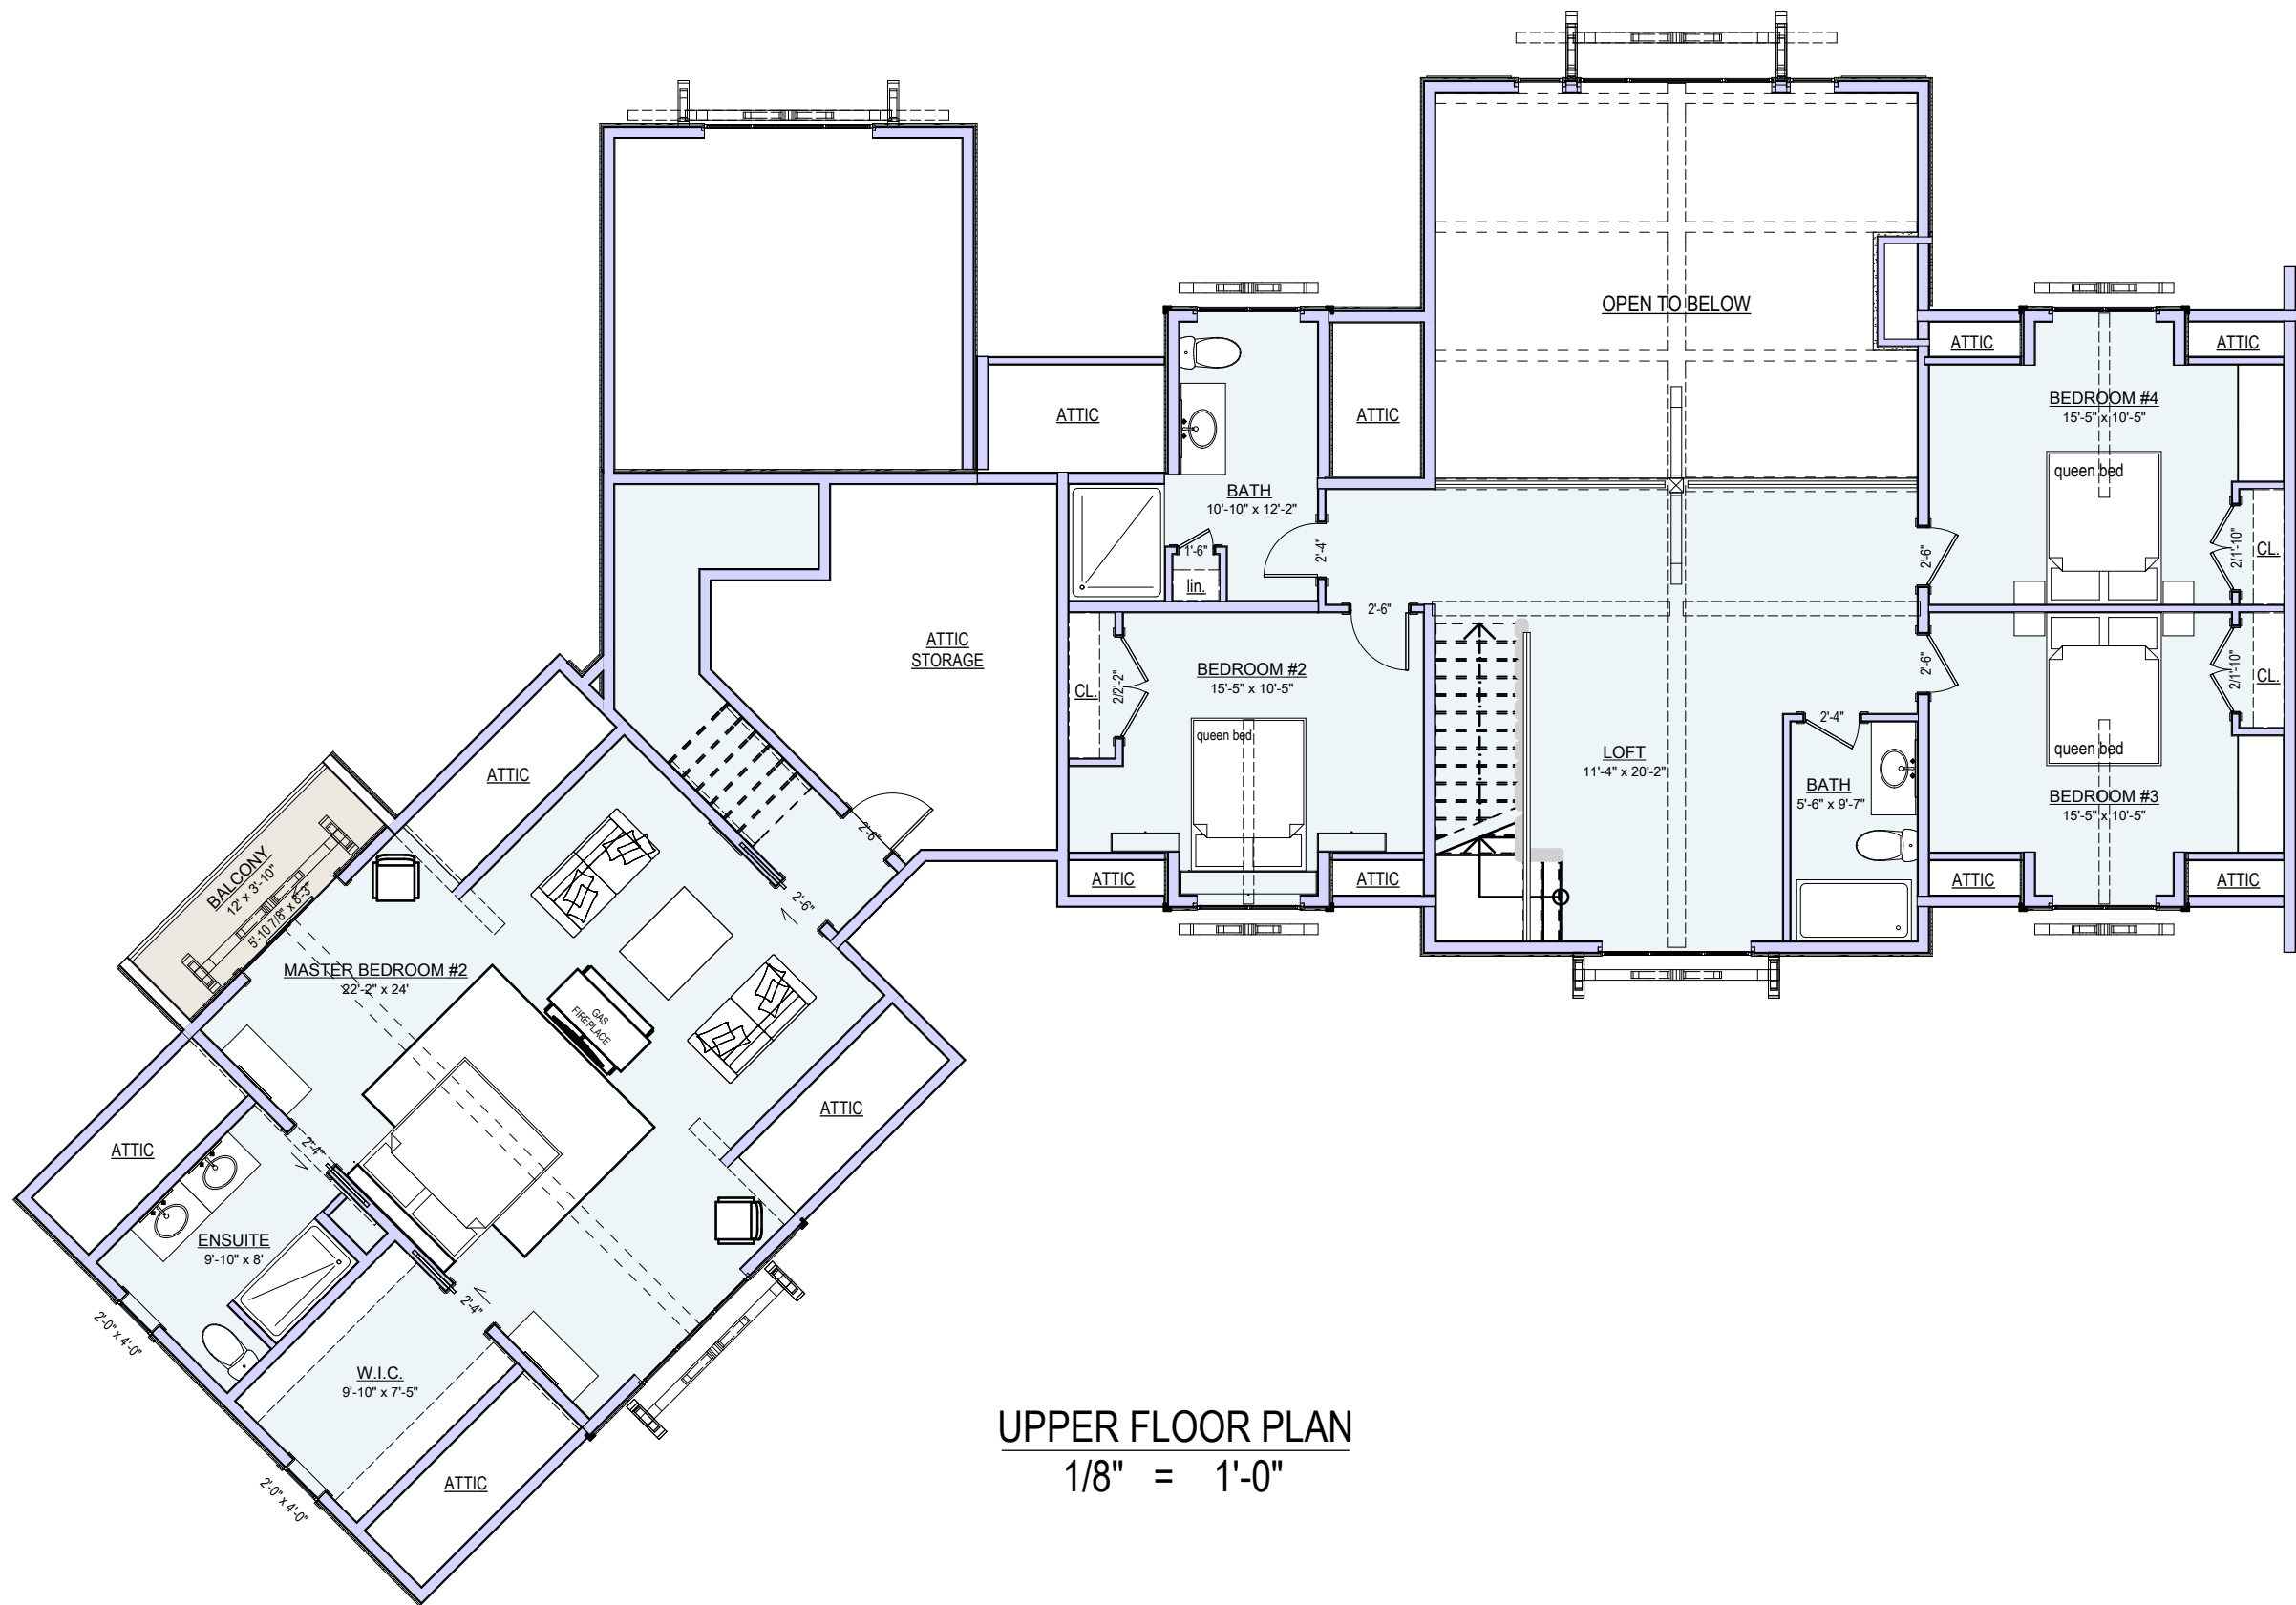 OPEN TO BELOW
ATTIC
ATTIC
BEDROOM #4
15'-5" x 10'-5"
ATTIC
ATTIC
queen bed
BATH
10'-10" x 12'-2"
1'-6"
lin.
2'-4"
2'-6"
2/1'-10"
CL.
2'-6"
ATTIC
STORAGE
BEDROOM #2
15'-5" x 10'-5"
CL.
2/2'-2"
queen bed
2'-6"
2/1'-10"
CL.
LOFT
11'-4" x 20'-2"
2'-4"
BATH
5'-6" x 9'-7"
queen bed
BEDROOM #3
15'-5" x 10'-5"
ATTIC
ATTIC
ATTIC
ATTIC
ATTIC
2'-6"
BALCONY
12' x 3'-10"
5'-10 7/8" x 8'-3"
2'-6"
MASTER BEDROOM #2
22'-2" x 24'
GAS
FIREPLACE
ATTIC
ATTIC
2'-4"
ENSUITE
9'-10" x 8'
2'-4"
2'-0" x 4'-0"
W.I.C.
9'-10" x 7'-5"
ATTIC
2'-0" x 4'-0"
UPPER FLOOR PLAN
1/8" = 1'-0"